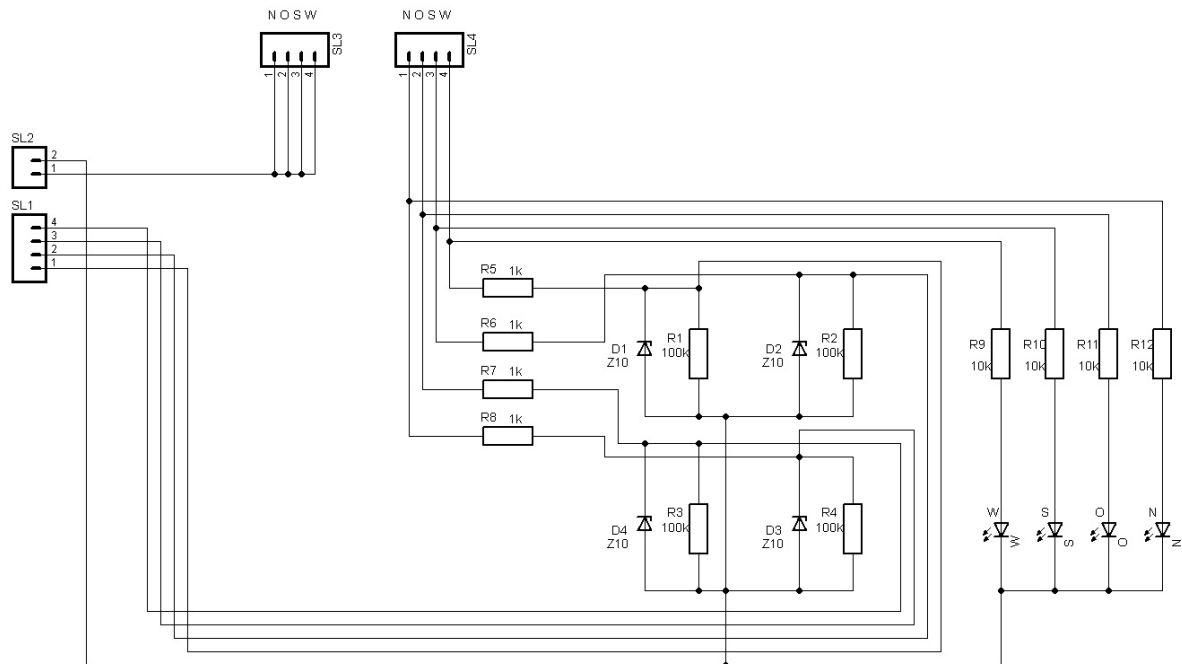 N O S W
N O S W
SL3
SL4
1 2 3 4
1 2 3 4
SL2
2
1
SL1
4
3
2
1
R5 1k
R6 1k
R7 1k
R8 1k
D1
Z10
R1
100k
D2
Z10
R2
100k
R9
10k
R10
10k
R11
10k
R12
10k
D4
Z10
R3
100k
D3
Z10
R4
100k
W
S
O
N
W
S
O
N